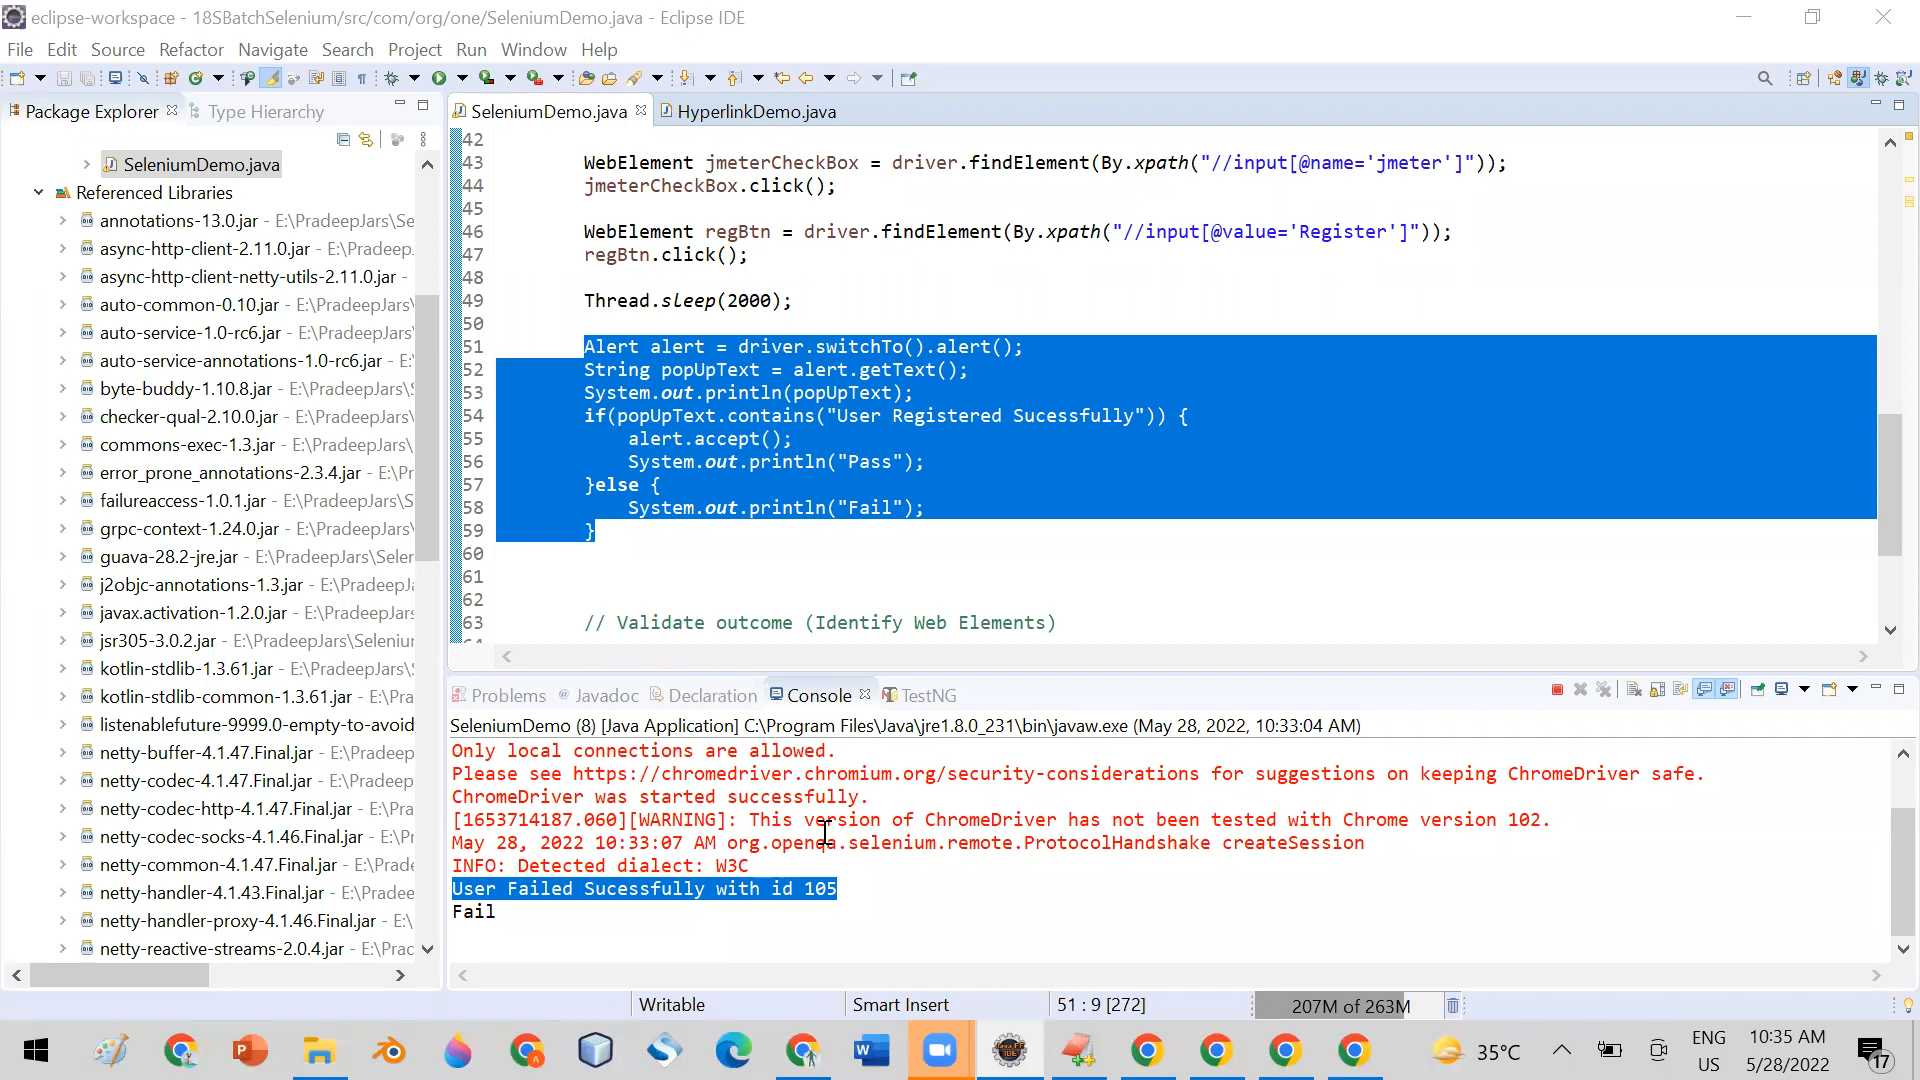 eclipse-workspace - 18SBatchSelenium/src/com/org/one/SeleniumDemo.java - Eclipse IDE
File Edit Source Refactor Navigate Search Project Run Window Help
Package Explorer Type Hierarchy
SeleniumDemo.java HyperlinkDemo.java
SeleniumDemo.java
Referenced Libraries
annotations-13.0.jar - E:\PradeepJars\Se
async-http-client-2.11.0.jar - E:\Pradeep
async-http-client-netty-utils-2.11.0.jar -
auto-common-0.10.jar - E:\PradeepJars\
auto-service-1.0-rc6.jar - E:\PradeepJars\
auto-service-annotations-1.0-rc6.jar - E:
byte-buddy-1.10.8.jar - E:\PradeepJars\
checker-qual-2.10.0.jar - E:\PradeepJars\
commons-exec-1.3.jar - E:\PradeepJars\
error_prone_annotations-2.3.4.jar - E:\Pr
failureaccess-1.0.1.jar - E:\PradeepJars\S
grpc-context-1.24.0.jar - E:\PradeepJars\
guava-28.2-jre.jar - E:\PradeepJars\Seler
j2objc-annotations-1.3.jar - E:\PradeepJ
javax.activation-1.2.0.jar - E:\PradeepJars
jsr305-3.0.2.jar - E:\PradeepJars\Seleniur
kotlin-stdlib-1.3.61.jar - E:\PradeepJars\
kotlin-stdlib-common-1.3.61.jar - E:\Prac
listenablefuture-9999.0-empty-to-avoid
netty-buffer-4.1.47.Final.jar - E:\Pradeep
netty-codec-4.1.47.Final.jar - E:\Pradeep
netty-codec-http-4.1.47.Final.jar - E:\Pra
netty-codec-socks-4.1.46.Final.jar - E:\Pr
netty-common-4.1.47.Final.jar - E:\Prade
netty-handler-4.1.43.Final.jar - E:\Prade
netty-handler-proxy-4.1.46.Final.jar - E:\
netty-reactive-streams-2.0.4.jar - E:\Prac
42
43 WebElement jmeterCheckBox = driver.findElement(By.xpath("//input[@name='jmeter']"));
44 jmeterCheckBox.click();
45
46 WebElement regBtn = driver.findElement(By.xpath("//input[@value='Register']"));
47 regBtn.click();
48
49 Thread.sleep(2000);
50
51 Alert alert = driver.switchTo().alert();
52 String popUpText = alert.getText();
53 System.out.println(popUpText);
54 if(popUpText.contains("User Registered Sucessfully")) {
55 alert.accept();
56 System.out.println("Pass");
57 }else {
58 System.out.println("Fail");
59 }
60
61
62
63 // Validate outcome (Identify Web Elements)
Problems Javadoc Declaration Console TestNG
SeleniumDemo (8) [Java Application] C:\Program Files\Java\jre1.8.0_231\bin\javaw.exe (May 28, 2022, 10:33:04 AM)
Only local connections are allowed.
Please see https://chromedriver.chromium.org/security-considerations for suggestions on keeping ChromeDriver safe.
ChromeDriver was started successfully.
[1653714187.060][WARNING]: This version of ChromeDriver has not been tested with Chrome version 102.
May 28, 2022 10:33:07 AM org.openqa.selenium.remote.ProtocolHandshake createSession
INFO: Detected dialect: W3C
User Failed Sucessfully with id 105
Fail
Writable Smart Insert 51 : 9 [272] 207M of 263M
35°C ENG US 10:35 AM 5/28/2022 17